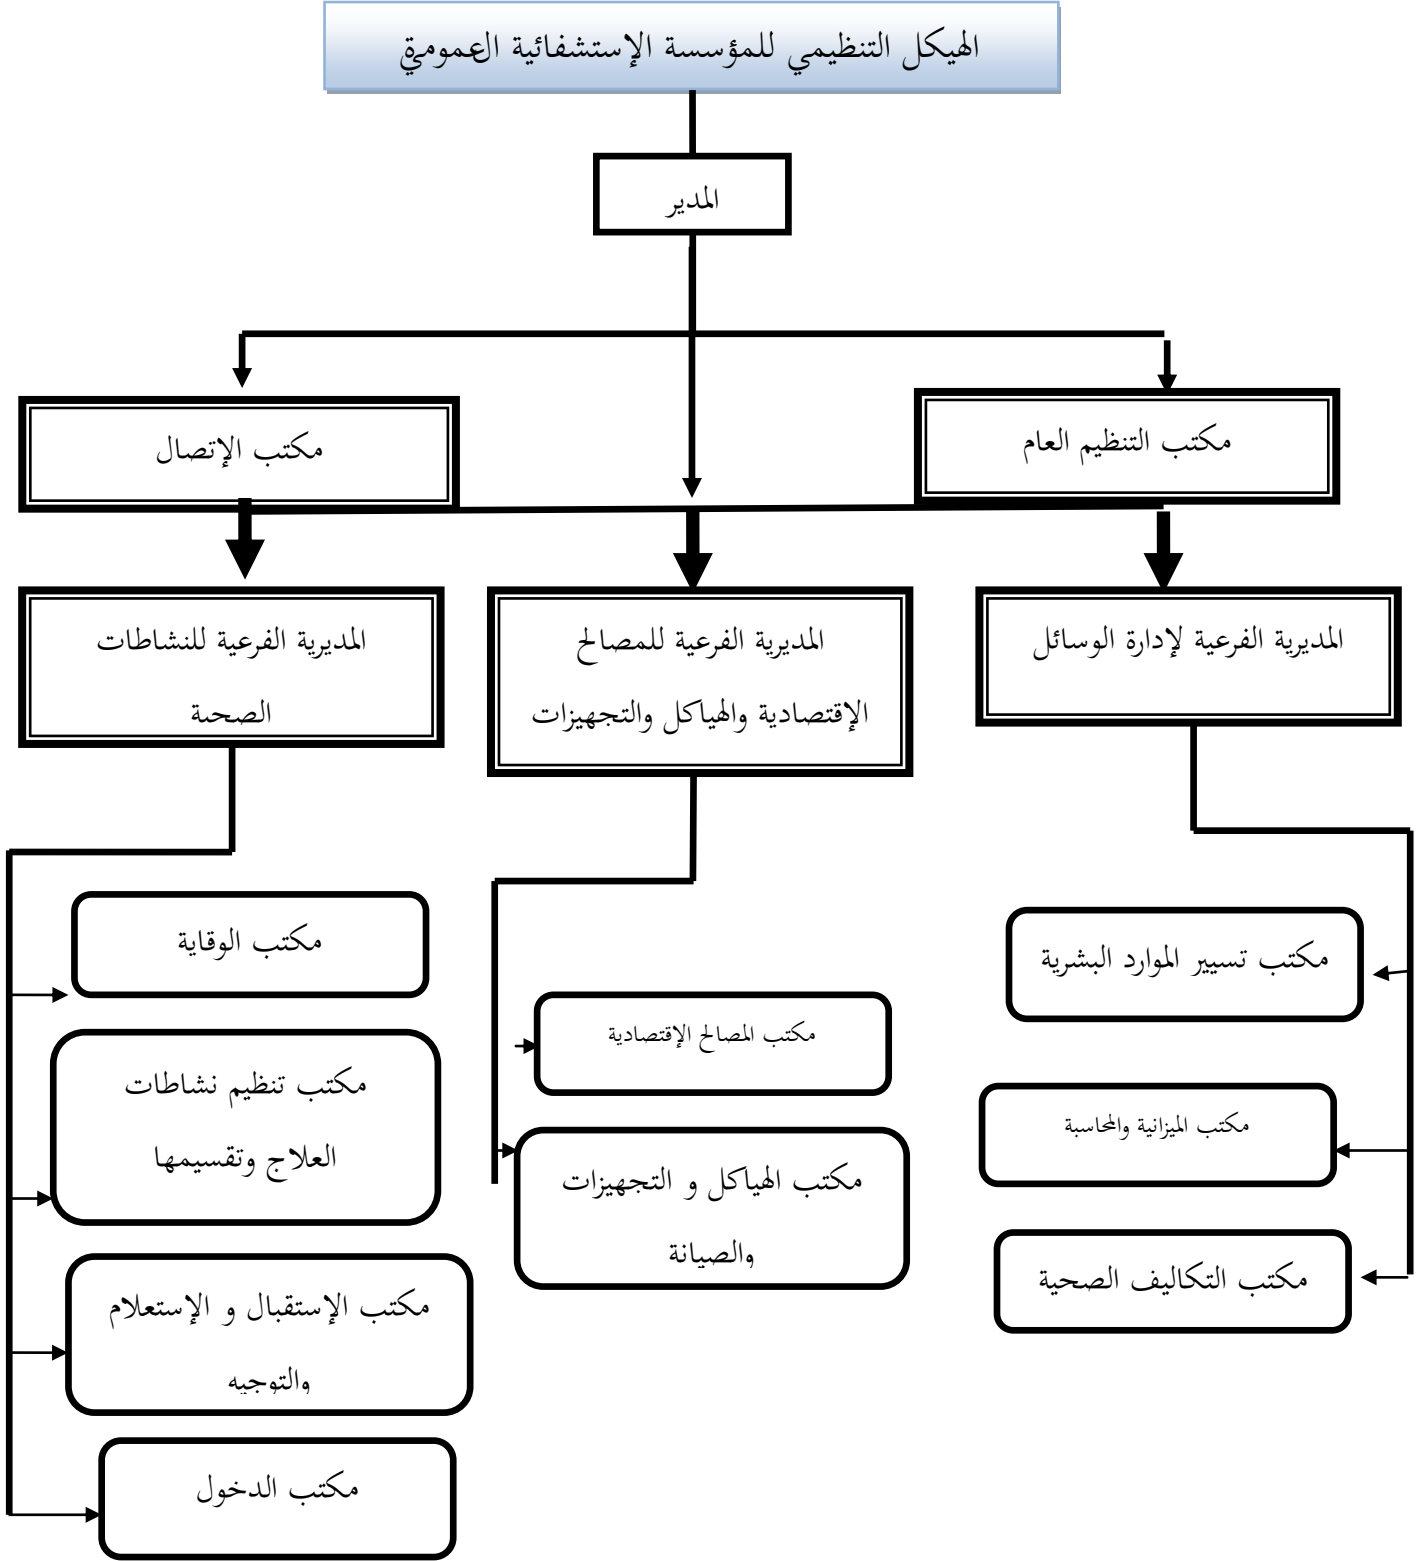 الهيكل التنظيمي للمؤسسة الإستشفائية العمومية
المدير
مكتب التنظيم العام
مكتب الإتصال
المديرية الفرعية لإدارة الوسائل
المديرية الفرعية للمصالح
الإقتصادية والهياكل والتجهيزات
المديرية الفرعية للنشاطات
الصحية
مكتب تسيير الموارد البشرية
مكتب الميزانية والمحاسبة
مكتب التكاليف الصحية
مكتب المصالح الإقتصادية
مكتب الهياكل و التجهيزات
والصيانة
مكتب الوقاية
مكتب تنظيم نشاطات
العلاج وتقسيمها
مكتب الإستقبال و الإستعلام
والتوجيه
مكتب الدخول